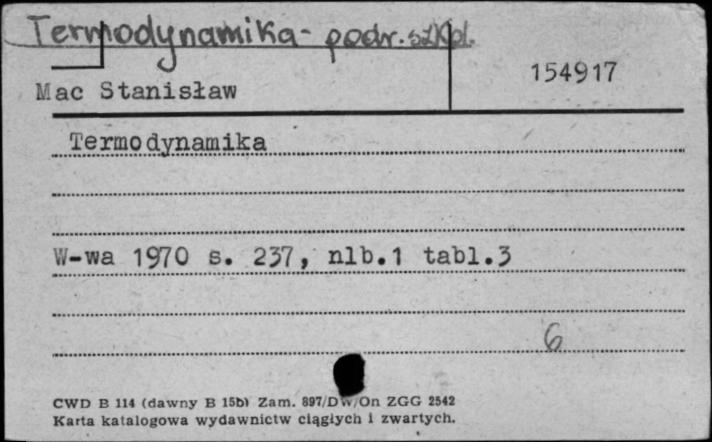 Termodynamika - podr. szkol.
154917
Mac Stanisław
Termodynamika
W-wa 1970 s. 237, nlb.1 tabl.3
6
CWD B 114 (dawny B 15b) Zam. 897/DW/On ZGG 2542
Karta katalogowa wydawnictw ciągłych i zwartych.